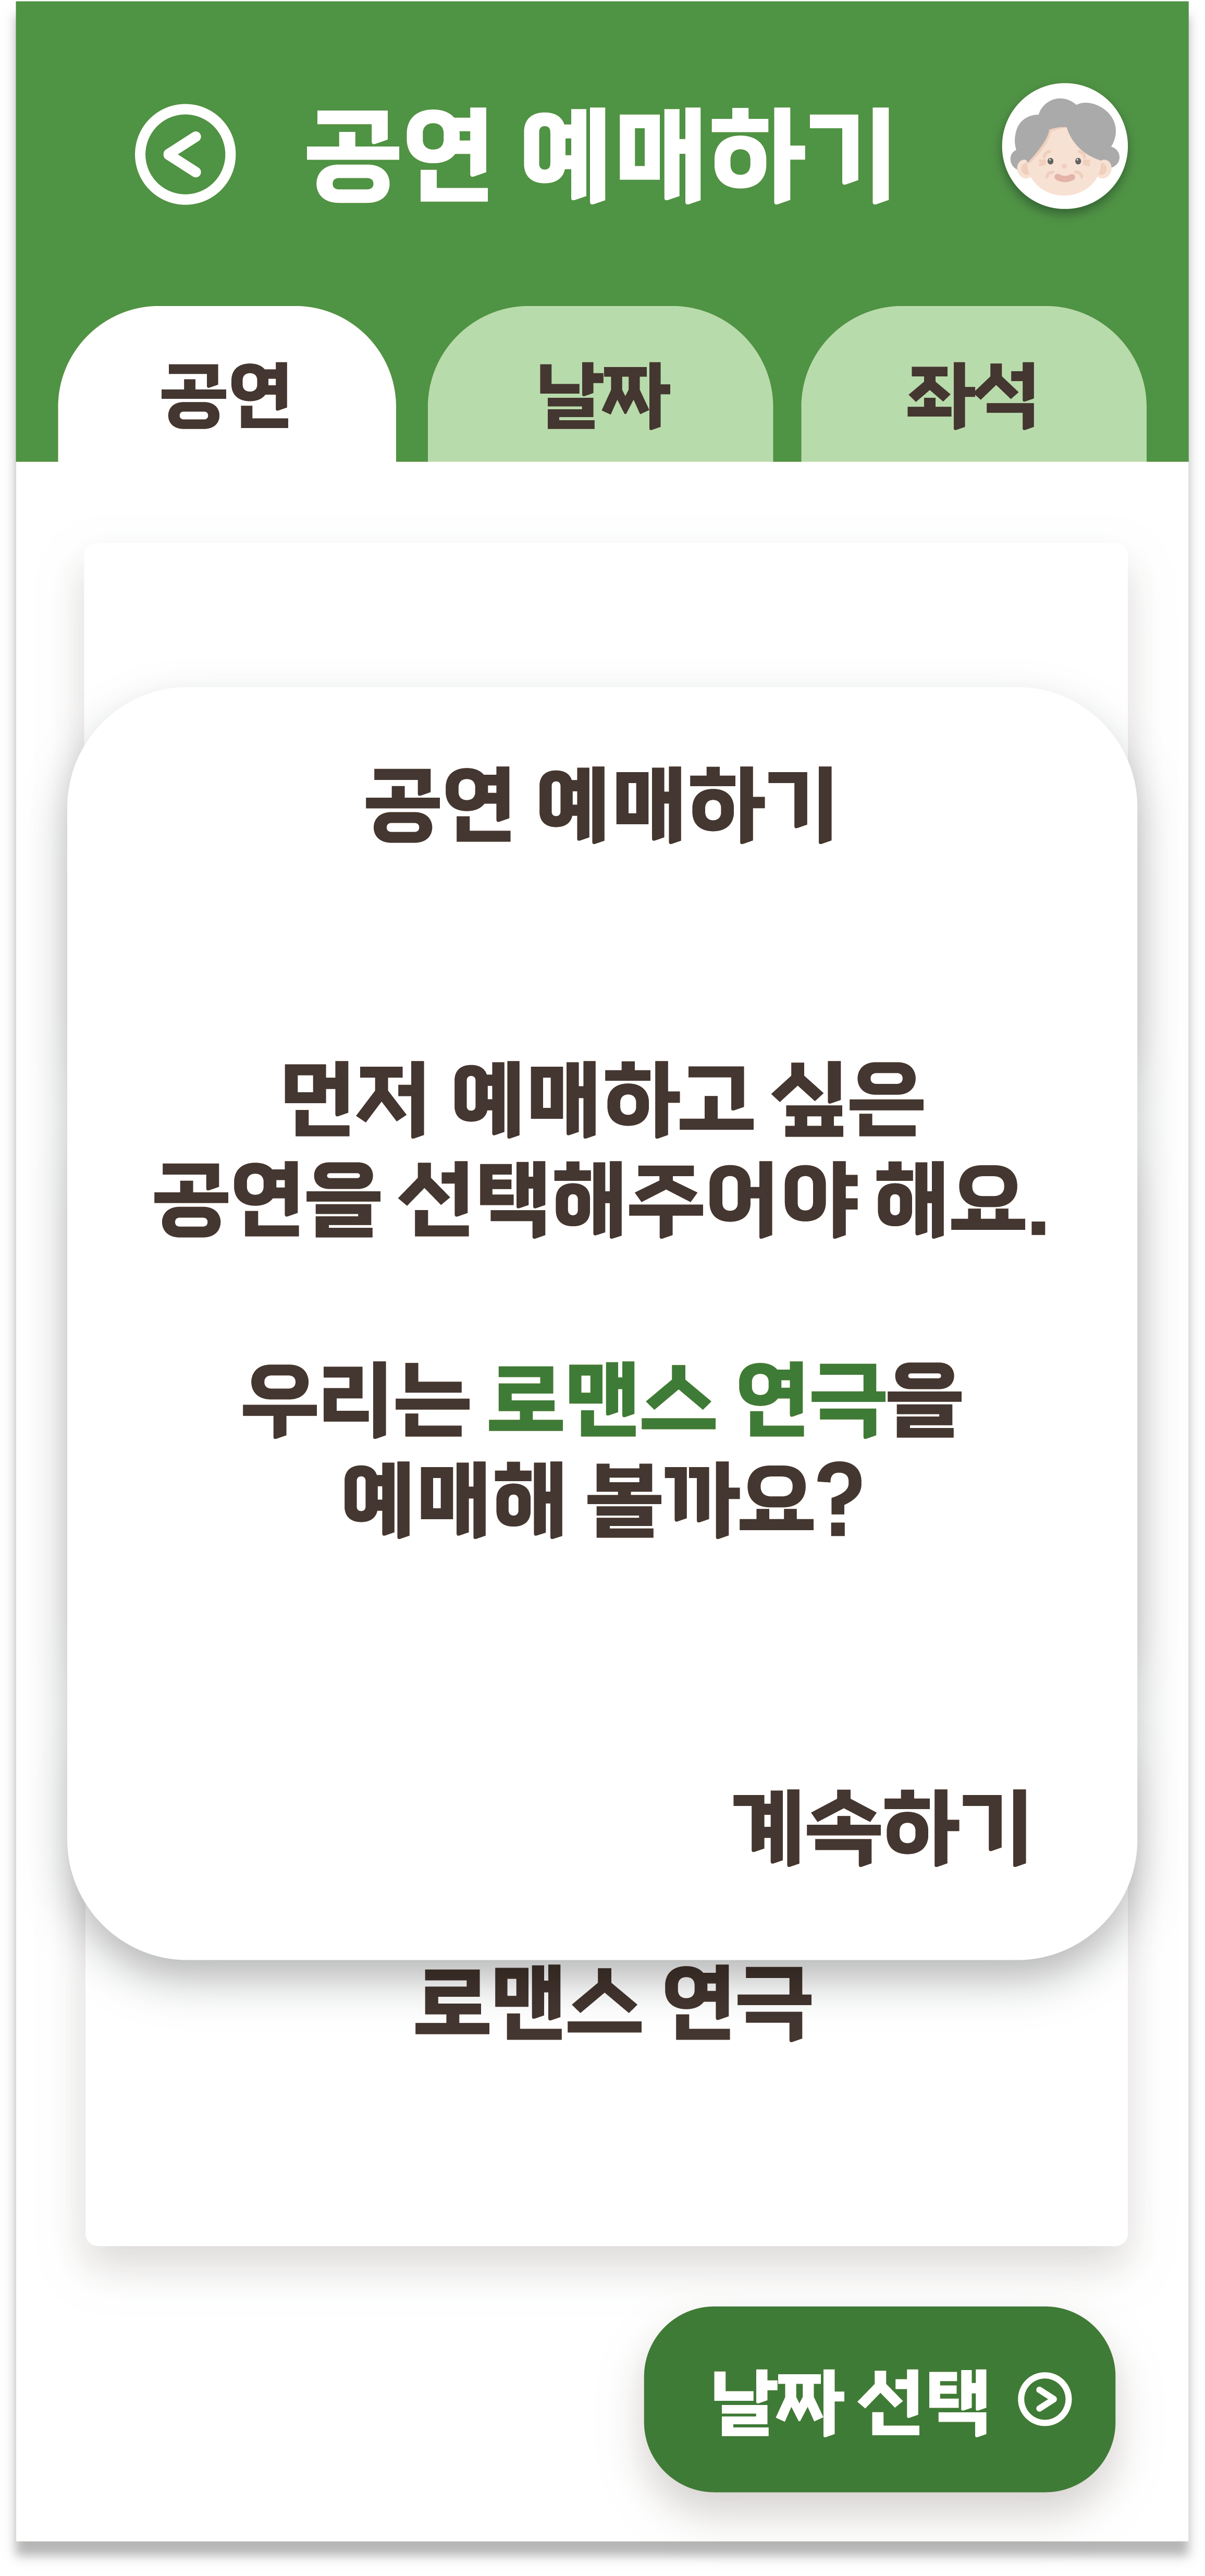 공연 예매하기
공연
날짜
좌석
공연 예매하기
먼저 예매하고 싶은
공연을 선택해주어야 해요.
우리는 로맨스 연극을
예매해 볼까요?
계속하기
로맨스 연극
날짜 선택